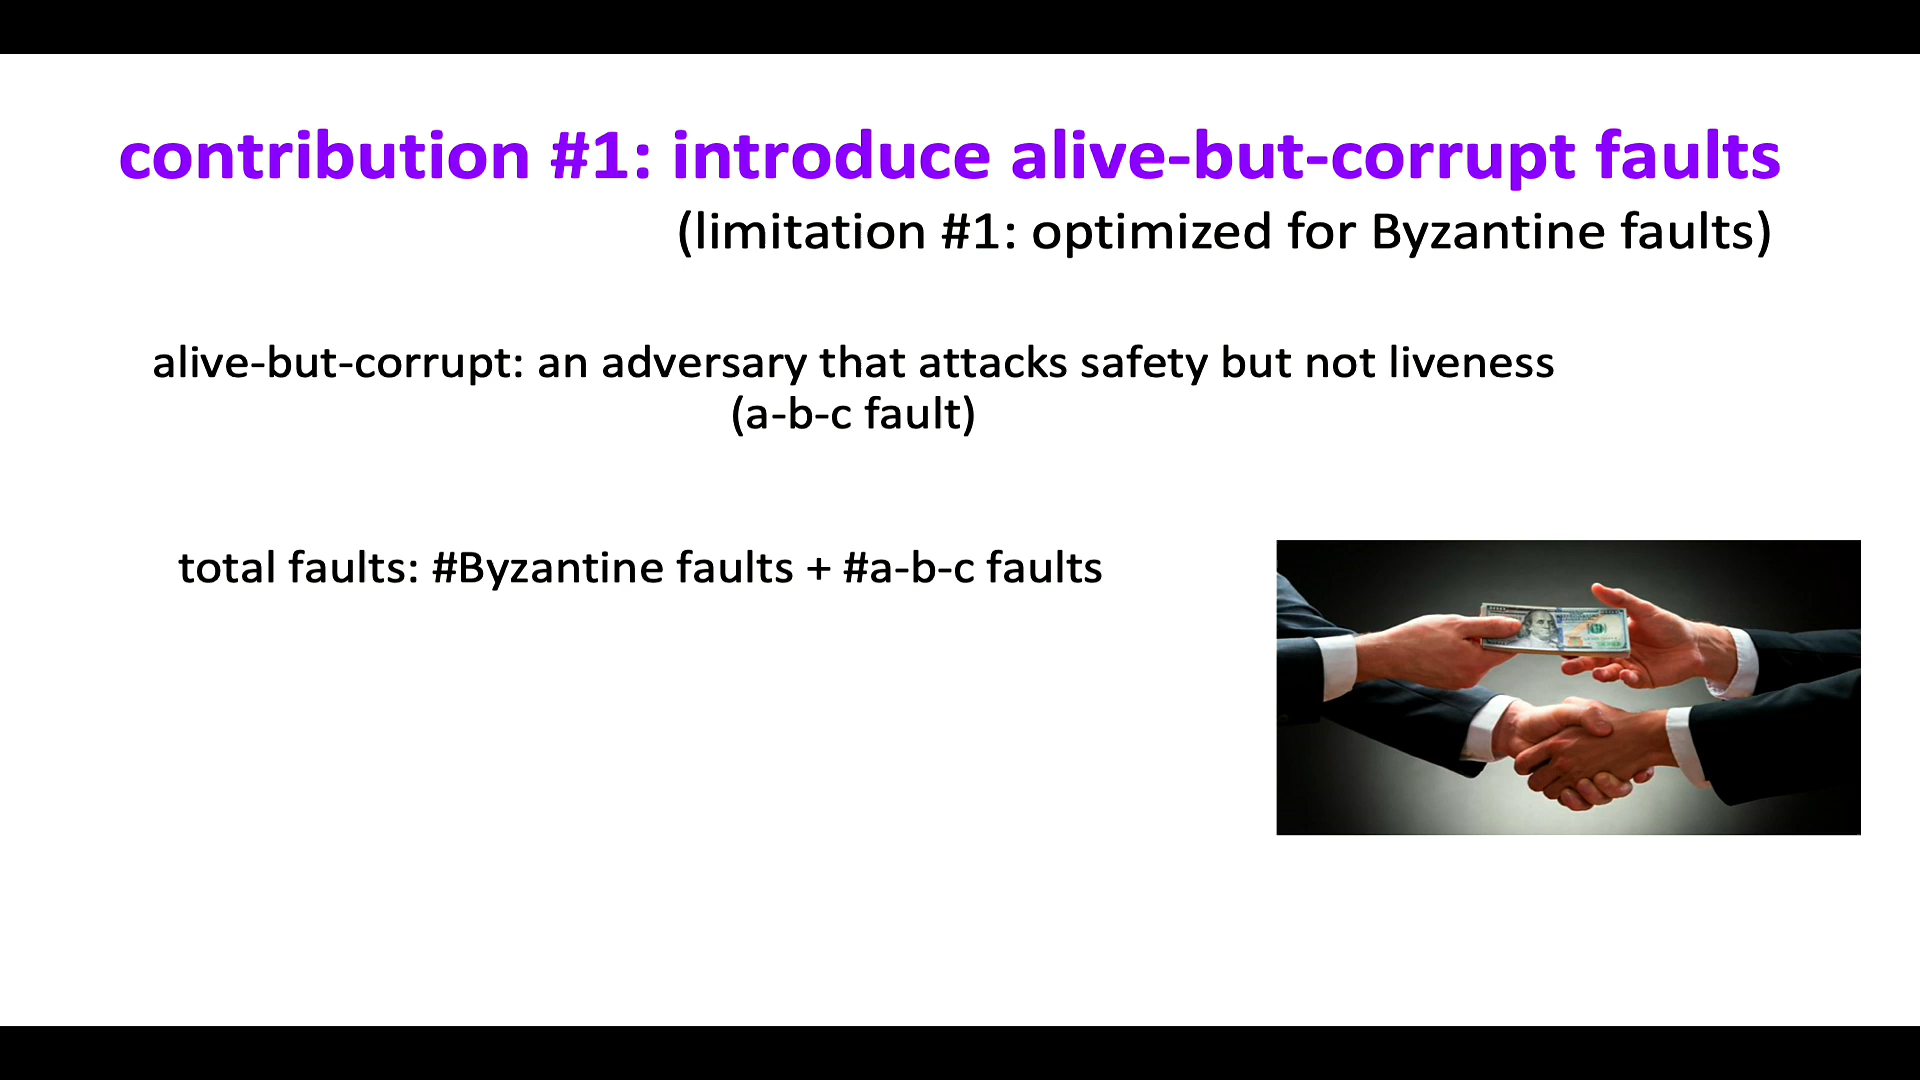 contribution #1: introduce alive-but-corrupt faults
(limitation #1: optimized for Byzantine faults)
alive-but-corrupt: an adversary that attacks safety but not liveness
(a-b-c fault)
total faults: #Byzantine faults + #a-b-c faults